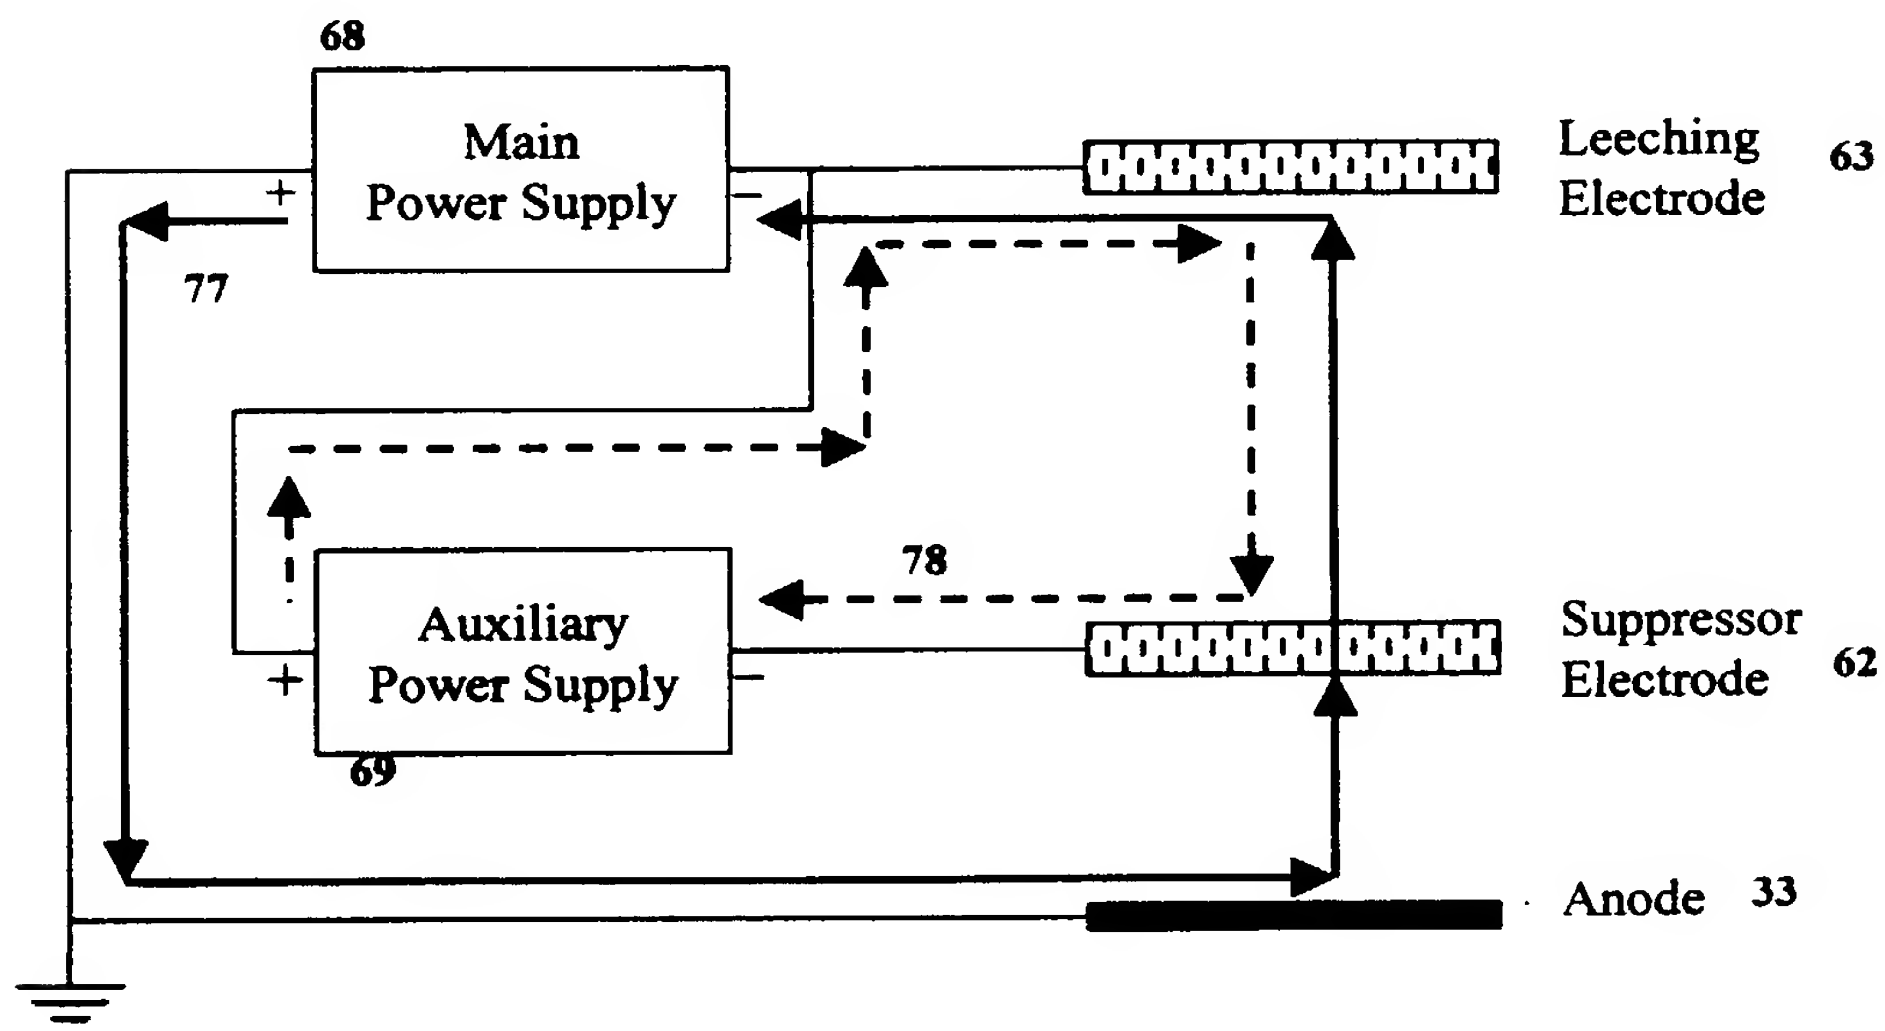 68
Main
Power Supply
+
−
Leeching
Electrode
63
77
78
Auxiliary
Power Supply
+
−
69
Suppressor
Electrode
62
Anode 33